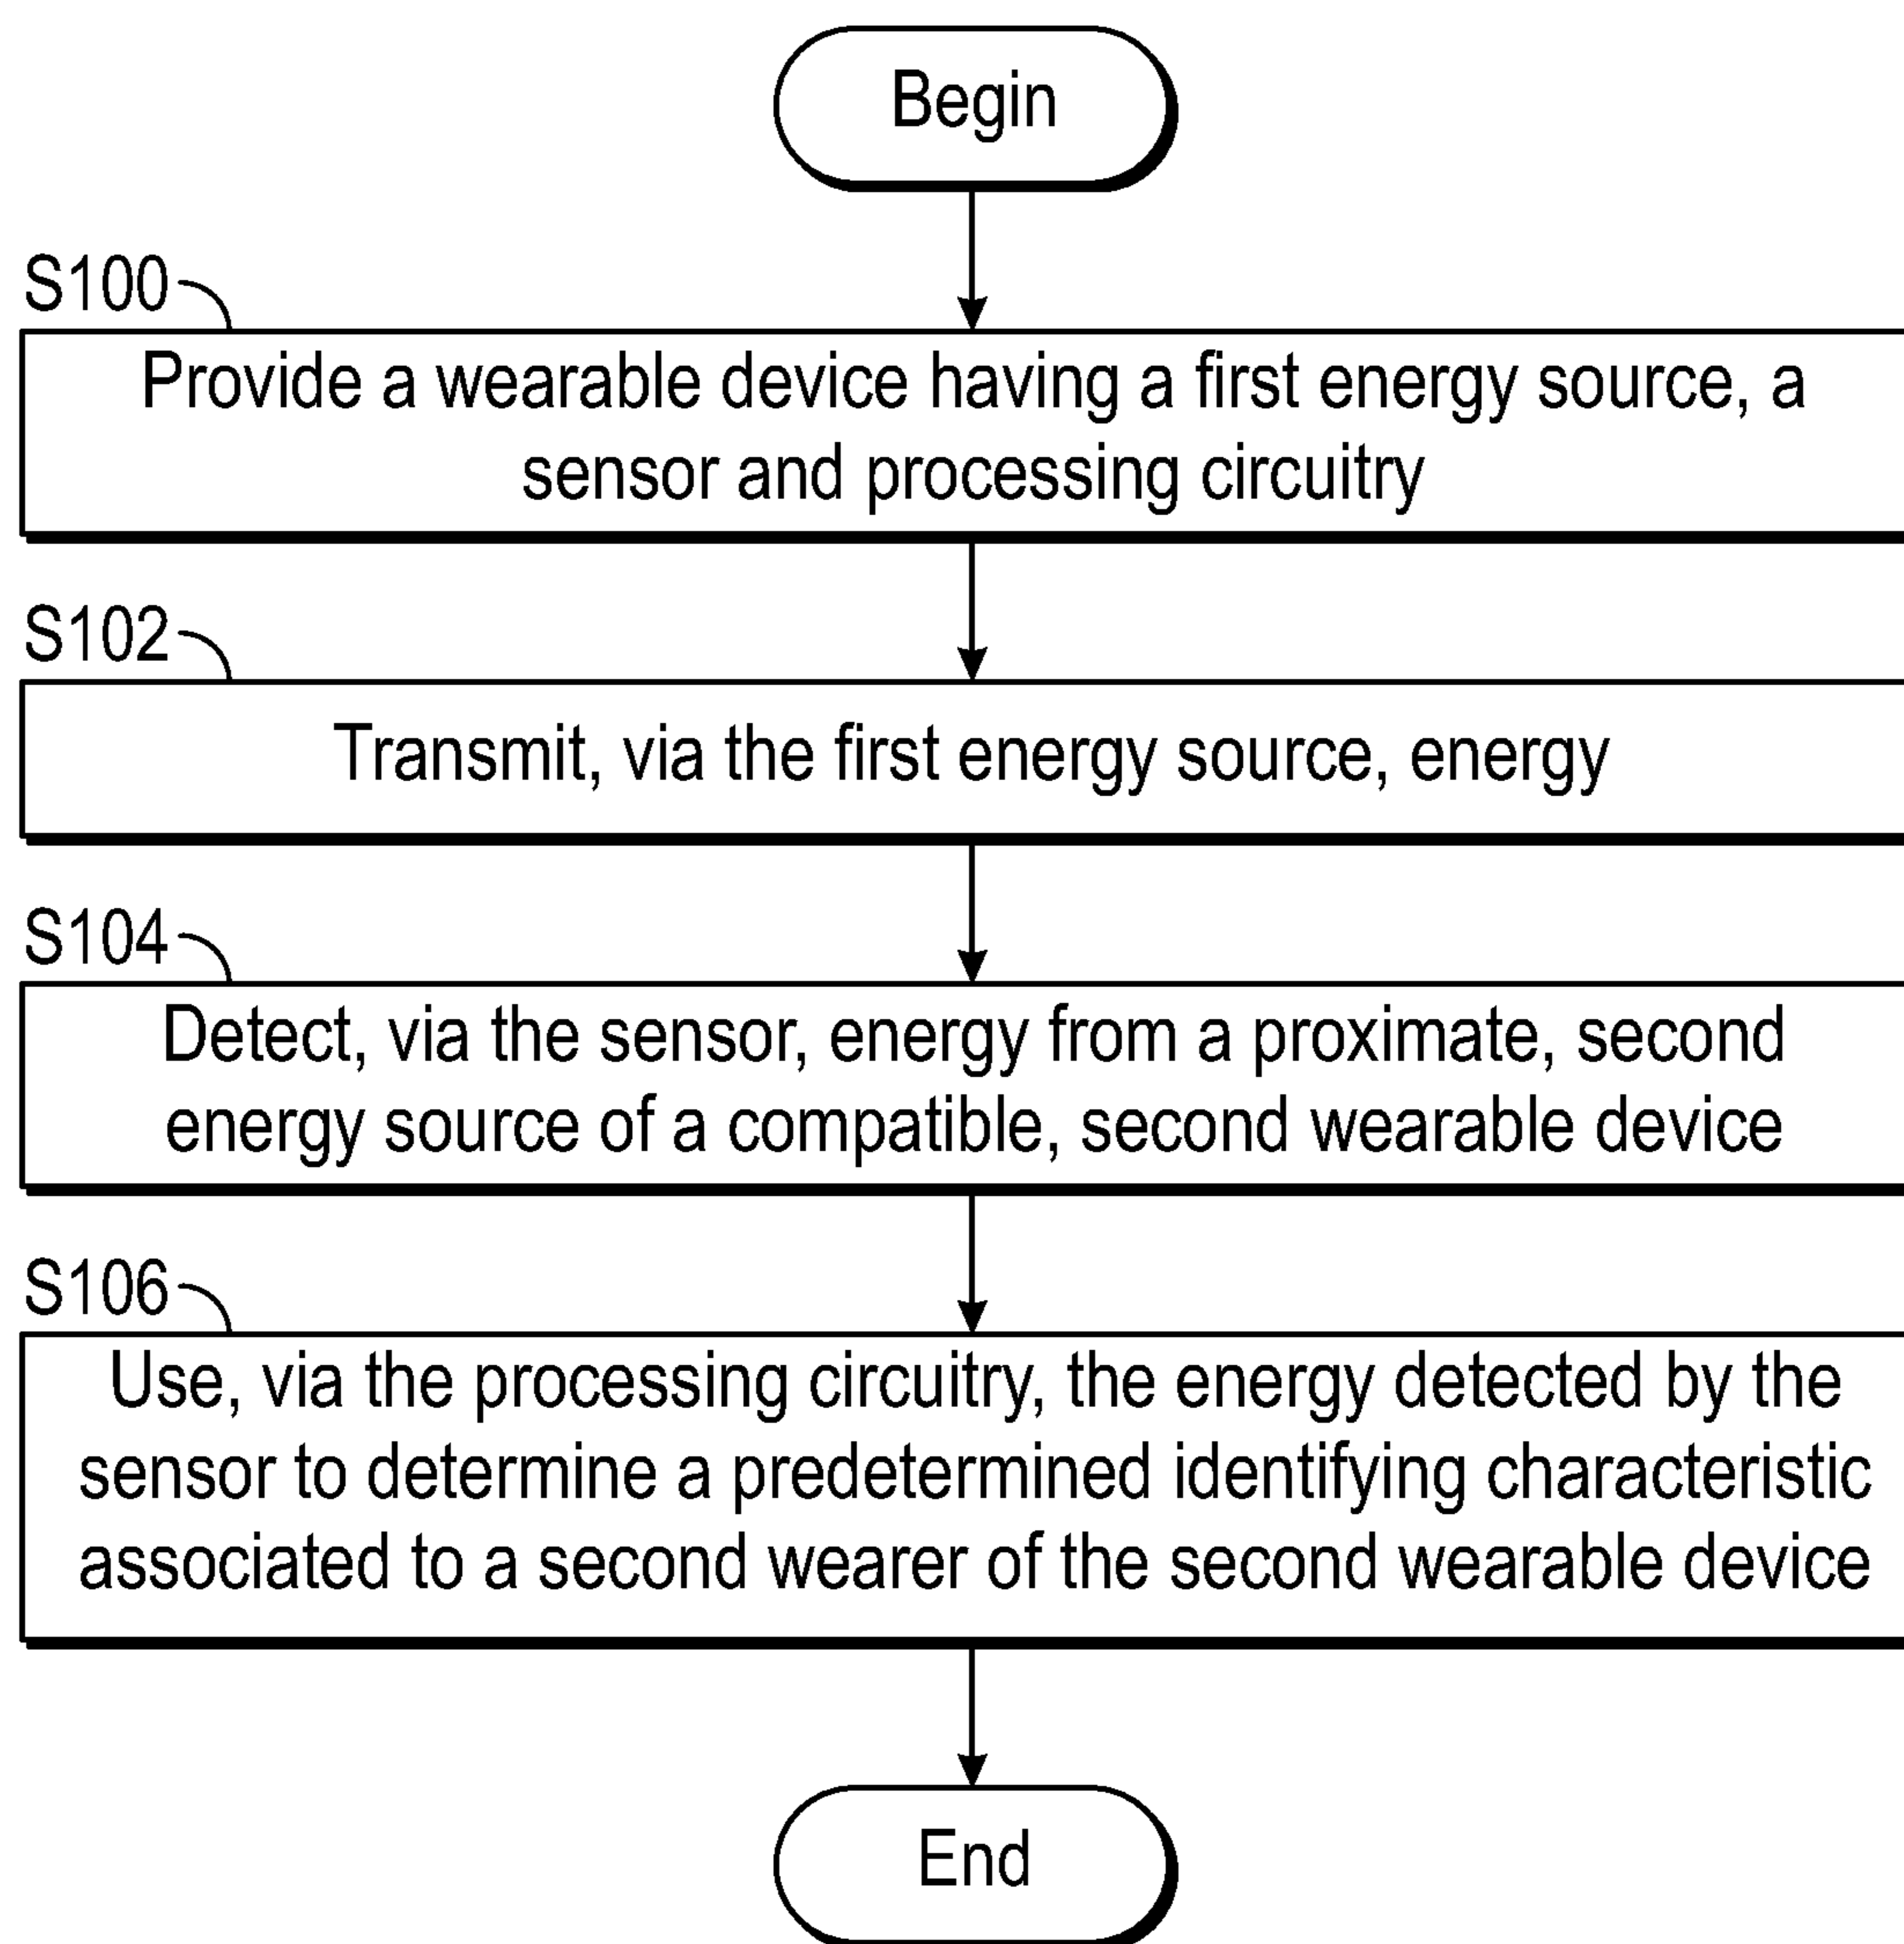 Begin
S100
Provide a wearable device having a first energy source, a
sensor and processing circuitry
S102
Transmit, via the first energy source, energy
S104
Detect, via the sensor, energy from a proximate, second
energy source of a compatible, second wearable device
S106
Use, via the processing circuitry, the energy detected by the
sensor to determine a predetermined identifying characteristic
associated to a second wearer of the second wearable device
End